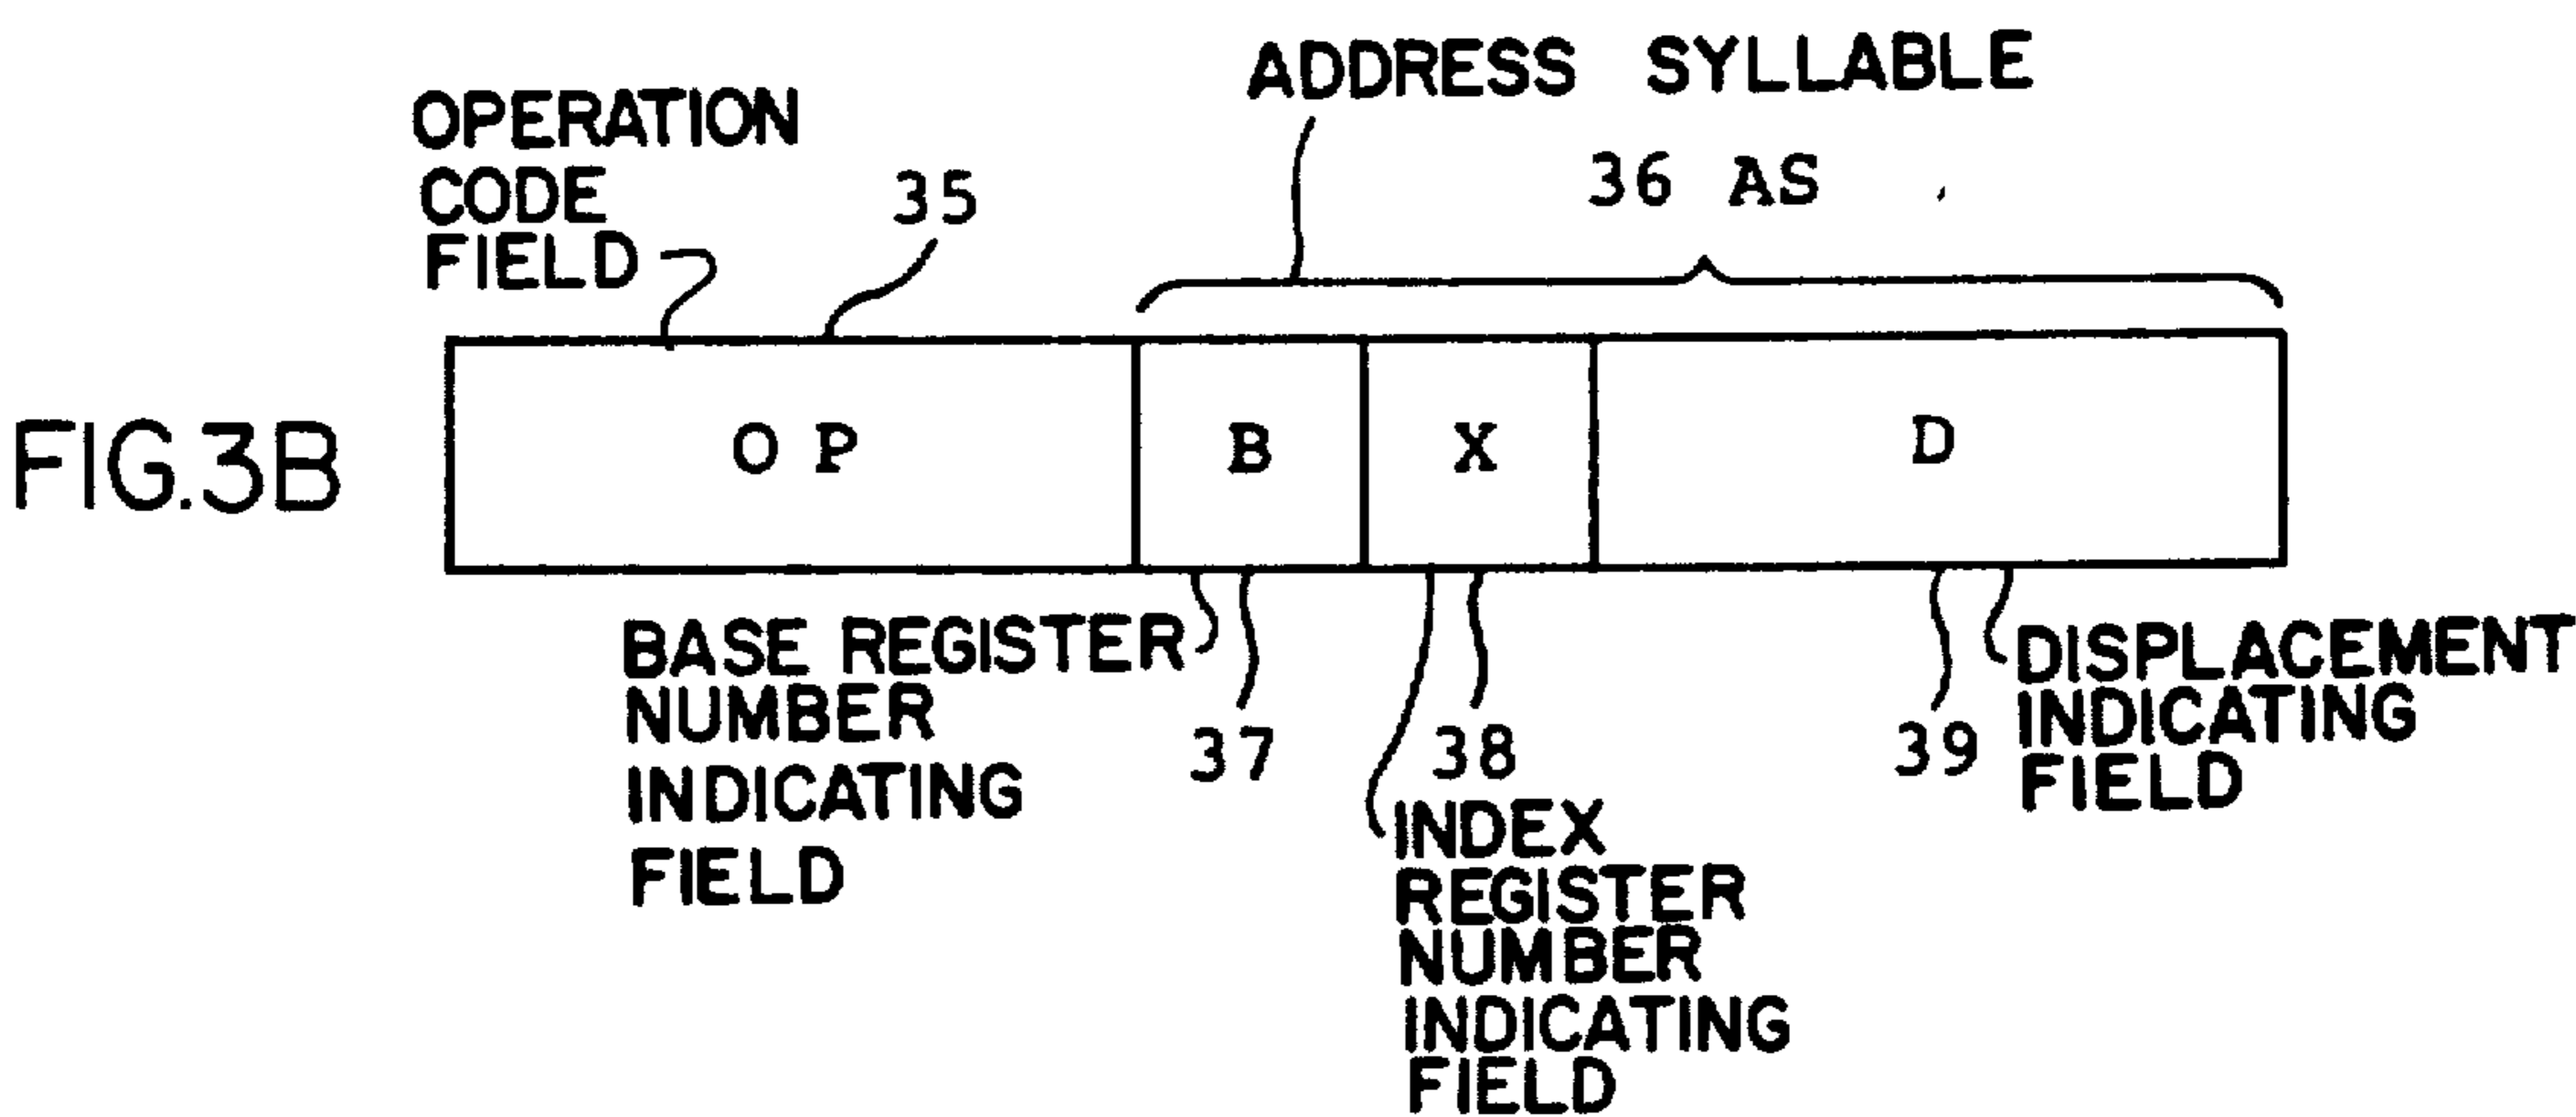 ADDRESS SYLLABLE
36 AS
OPERATION
CODE
FIELD
35
FIG.3B
OP
B
X
D
BASE REGISTER
NUMBER
INDICATING
FIELD
37
38
INDEX
REGISTER
NUMBER
INDICATING
FIELD
39
DISPLACEMENT
INDICATING
FIELD